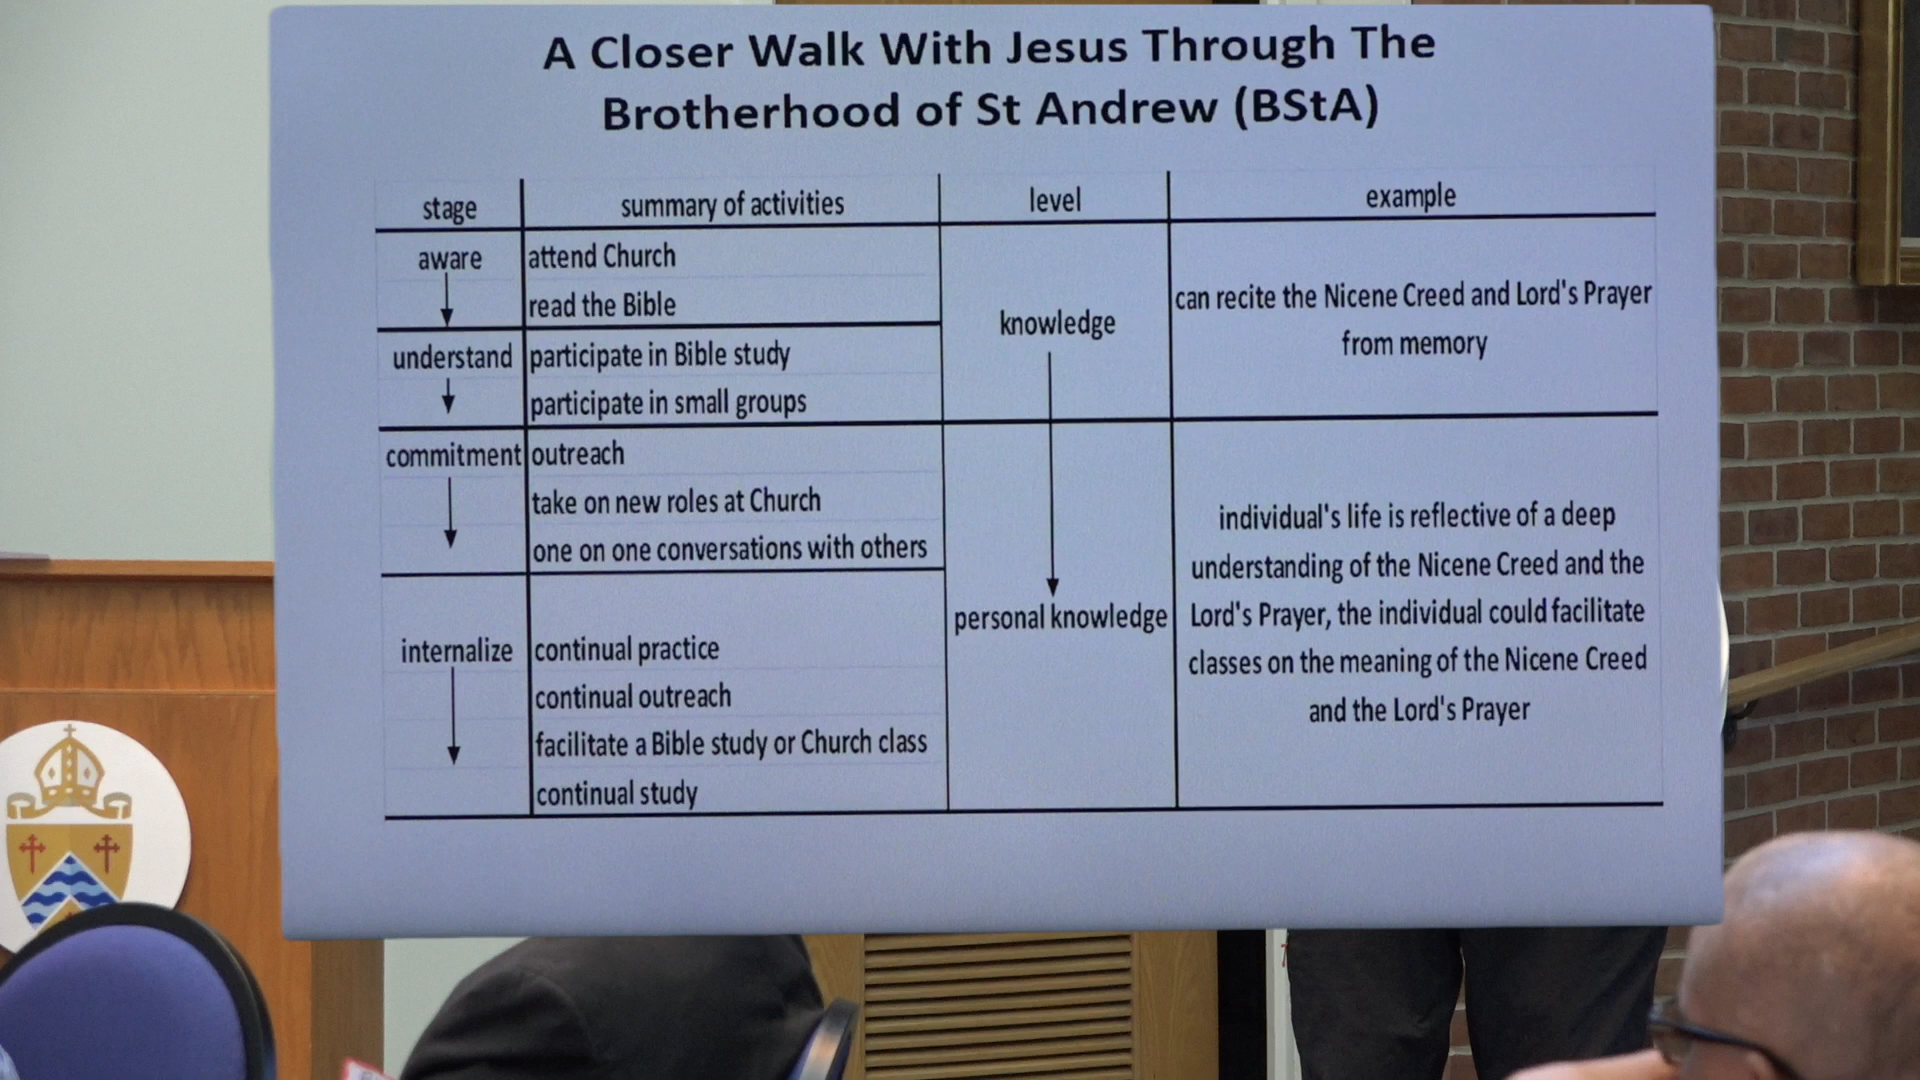 A Closer Walk With Jesus Through The
Brotherhood of St Andrew (BStA)
stage summary of activities level example
aware attend Church
read the Bible
knowledge
can recite the Nicene Creed and Lord's Prayer
from memory
understand participate in Bible study
participate in small groups
commitment outreach
take on new roles at Church
one on one conversations with others
internalize continual practice
continual outreach
facilitate a Bible study or Church class
continual study
personal knowledge
individual's life is reflective of a deep
understanding of the Nicene Creed and the
Lord's Prayer, the individual could facilitate
classes on the meaning of the Nicene Creed
and the Lord's Prayer